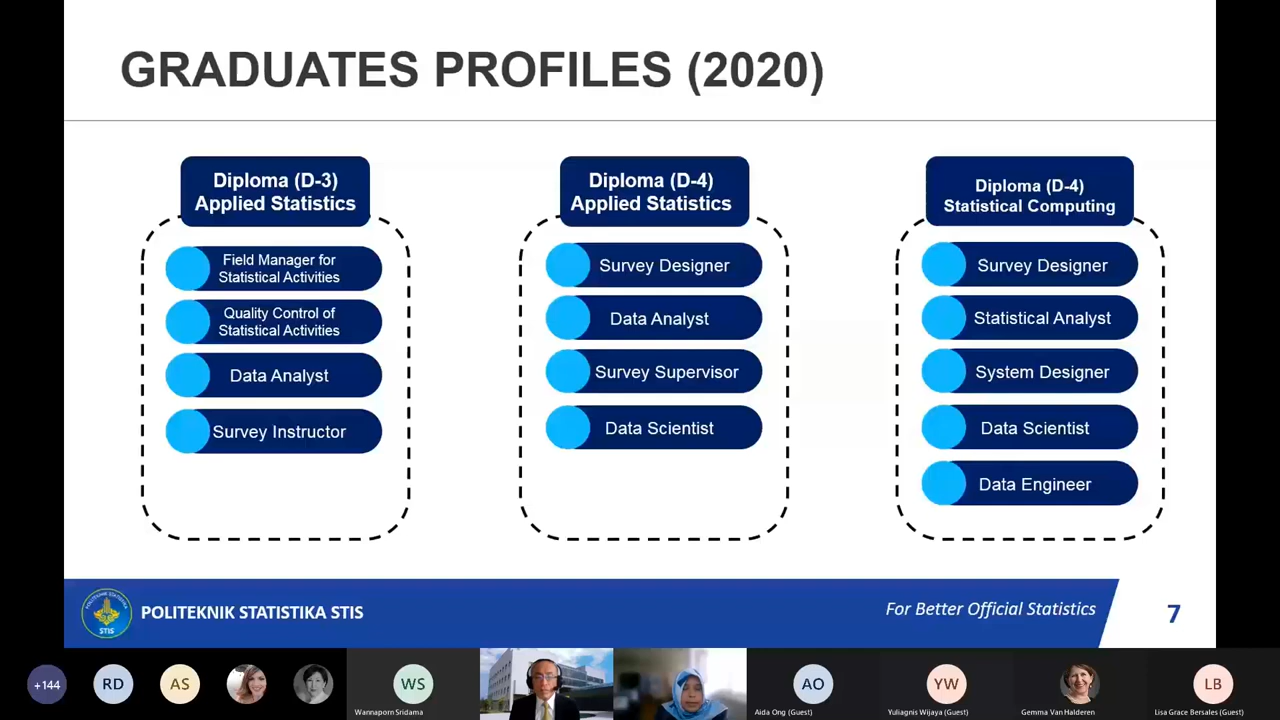 GRADUATES PROFILES (2020)
Diploma (D-3)
Applied Statistics
Field Manager for
Statistical Activities
Quality Control of
Statistical Activities
Data Analyst
Survey Instructor
Diploma (D-4)
Applied Statistics
Survey Designer
Data Analyst
Survey Supervisor
Data Scientist
Diploma (D-4)
Statistical Computing
Survey Designer
Statistical Analyst
System Designer
Data Scientist
Data Engineer
POLITEKNIK STATISTIKA
STIS
POLITEKNIK STATISTIKA STIS
For Better Official Statistics
7
+144
RD
AS
WS
Wannaporn Sridama
AO
Aida Ong (Guest)
YW
Yuliagnis Wijaya (Guest)
Gemma Van Halderen
LB
Lisa Grace Bersales (Guest)